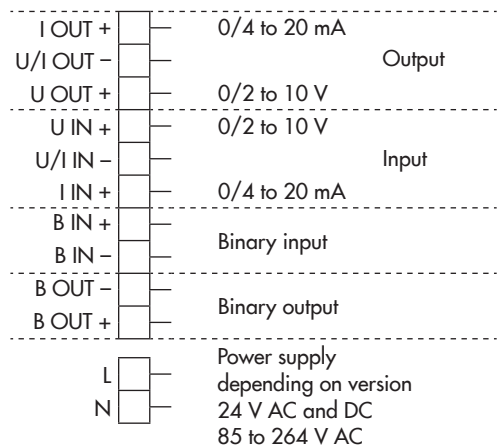 I OUT + 0/4 to 20 mA
U/I OUT – Output
U OUT + 0/2 to 10 V
U IN + 0/2 to 10 V
U/I IN – Input
I IN + 0/4 to 20 mA
B IN +
Binary input
B IN –
B OUT –
Binary output
B OUT +
Power supply
L depending on version
N 24 V AC and DC
85 to 264 V AC